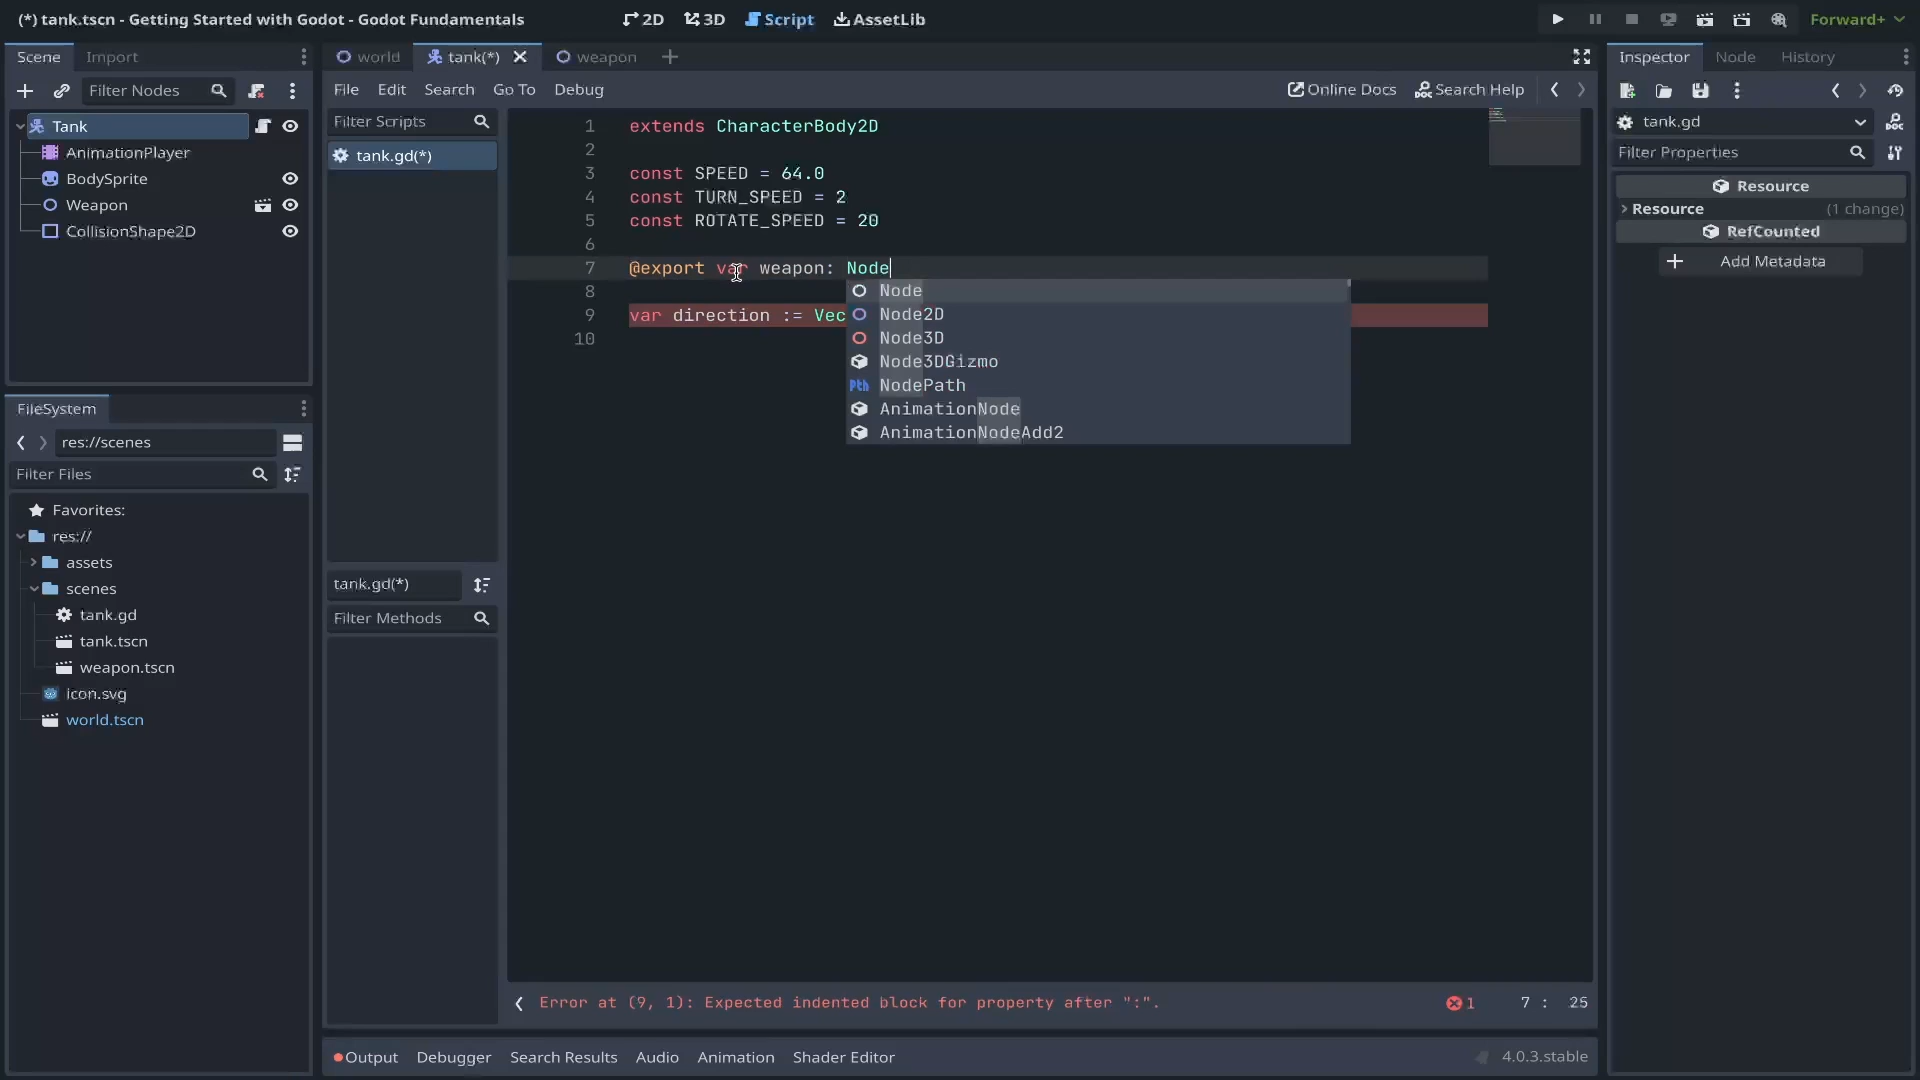 (*) tank.tscn - Getting Started with Godot - Godot Fundamentals
2D 3D Script AssetLib
Forward+
Scene Import
Filter Nodes
Tank
AnimationPlayer
BodySprite
Weapon
CollisionShape2D
FileSystem
res://scenes
Filter Files
Favorites:
res://
assets
scenes
tank.gd
tank.tscn
weapon.tscn
icon.svg
world.tscn
world tank(*) weapon
File Edit Search Go To Debug
Online Docs Search Help
Filter Scripts
tank.gd(*)
tank.gd(*)
Filter Methods
1 extends CharacterBody2D
2
3 const SPEED = 64.0
4 const TURN_SPEED = 2
5 const ROTATE_SPEED = 20
6
7 @export var weapon: Node
8
9 var direction := Vec
10
Node
Node2D
Node3D
Node3DGizmo
Pth NodePath
AnimationNode
AnimationNodeAdd2
Error at (9, 1): Expected indented block for property after ":".
1 7 : 25
Output Debugger Search Results Audio Animation Shader Editor
4.0.3.stable
Inspector Node History
tank.gd
Filter Properties
Resource
Resource (1 change)
RefCounted
Add Metadata